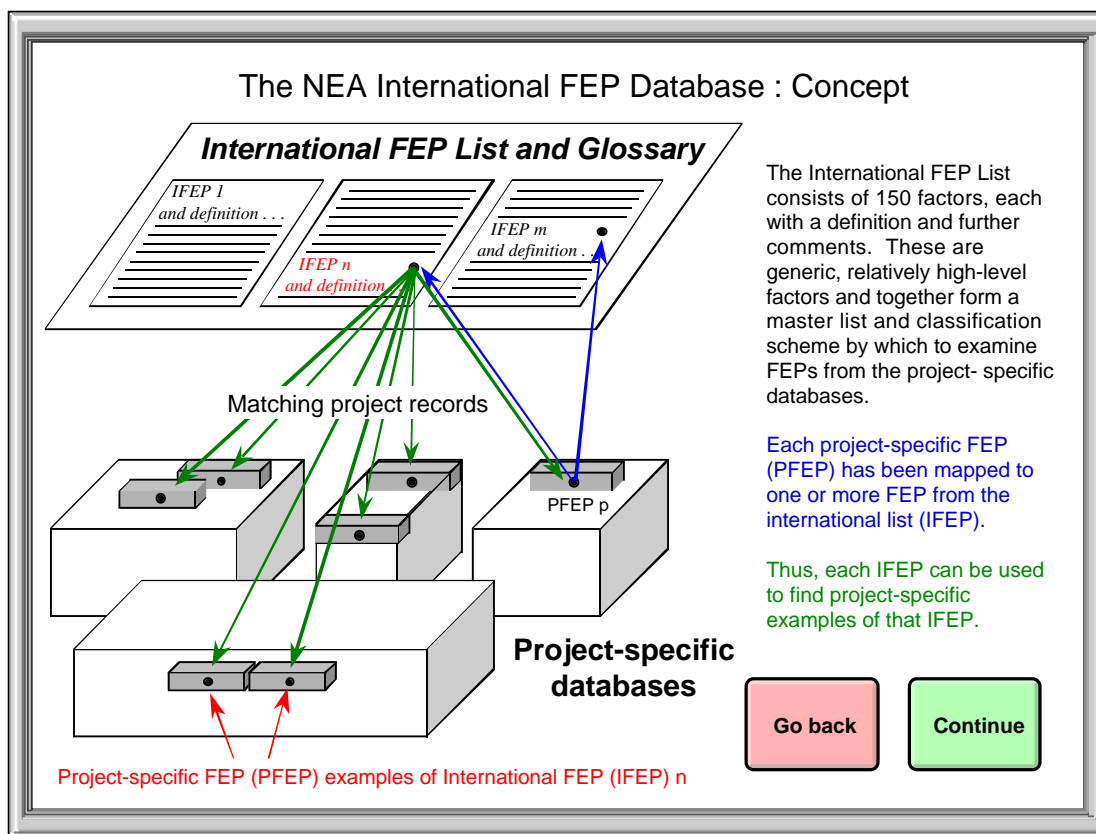 The NEA International FEP Database : Concept
International FEP List and Glossary
IFEP 1
and definition . . .
IFEP n
and definition . .
IFEP m
and definition . .
Matching project records
PFEP p
Project-specific
databases
Project-specific FEP (PFEP) examples of International FEP (IFEP) n
The International FEP List
consists of 150 factors, each
with a definition and further
comments. These are
generic, relatively high-level
factors and together form a
master list and classification
scheme by which to examine
FEPs from the project- specific
databases.
Each project-specific FEP
(PFEP) has been mapped to
one or more FEP from the
international list (IFEP).
Thus, each IFEP can be used
to find project-specific
examples of that IFEP.
Go back
Continue